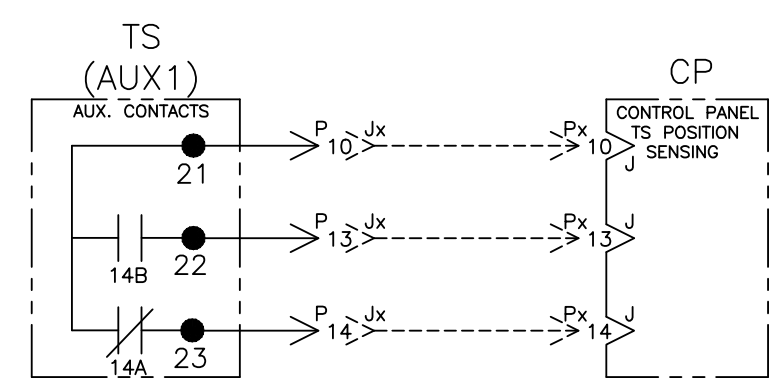 TS
(AUX1)
AUX. CONTACTS
CP
CONTROL PANEL
TS POSITION
SENSING
P 10 Jx Px 10 J
21
P 13 Jx Px 13 J
14B 22
P 14 Jx Px 14 J
14A 23